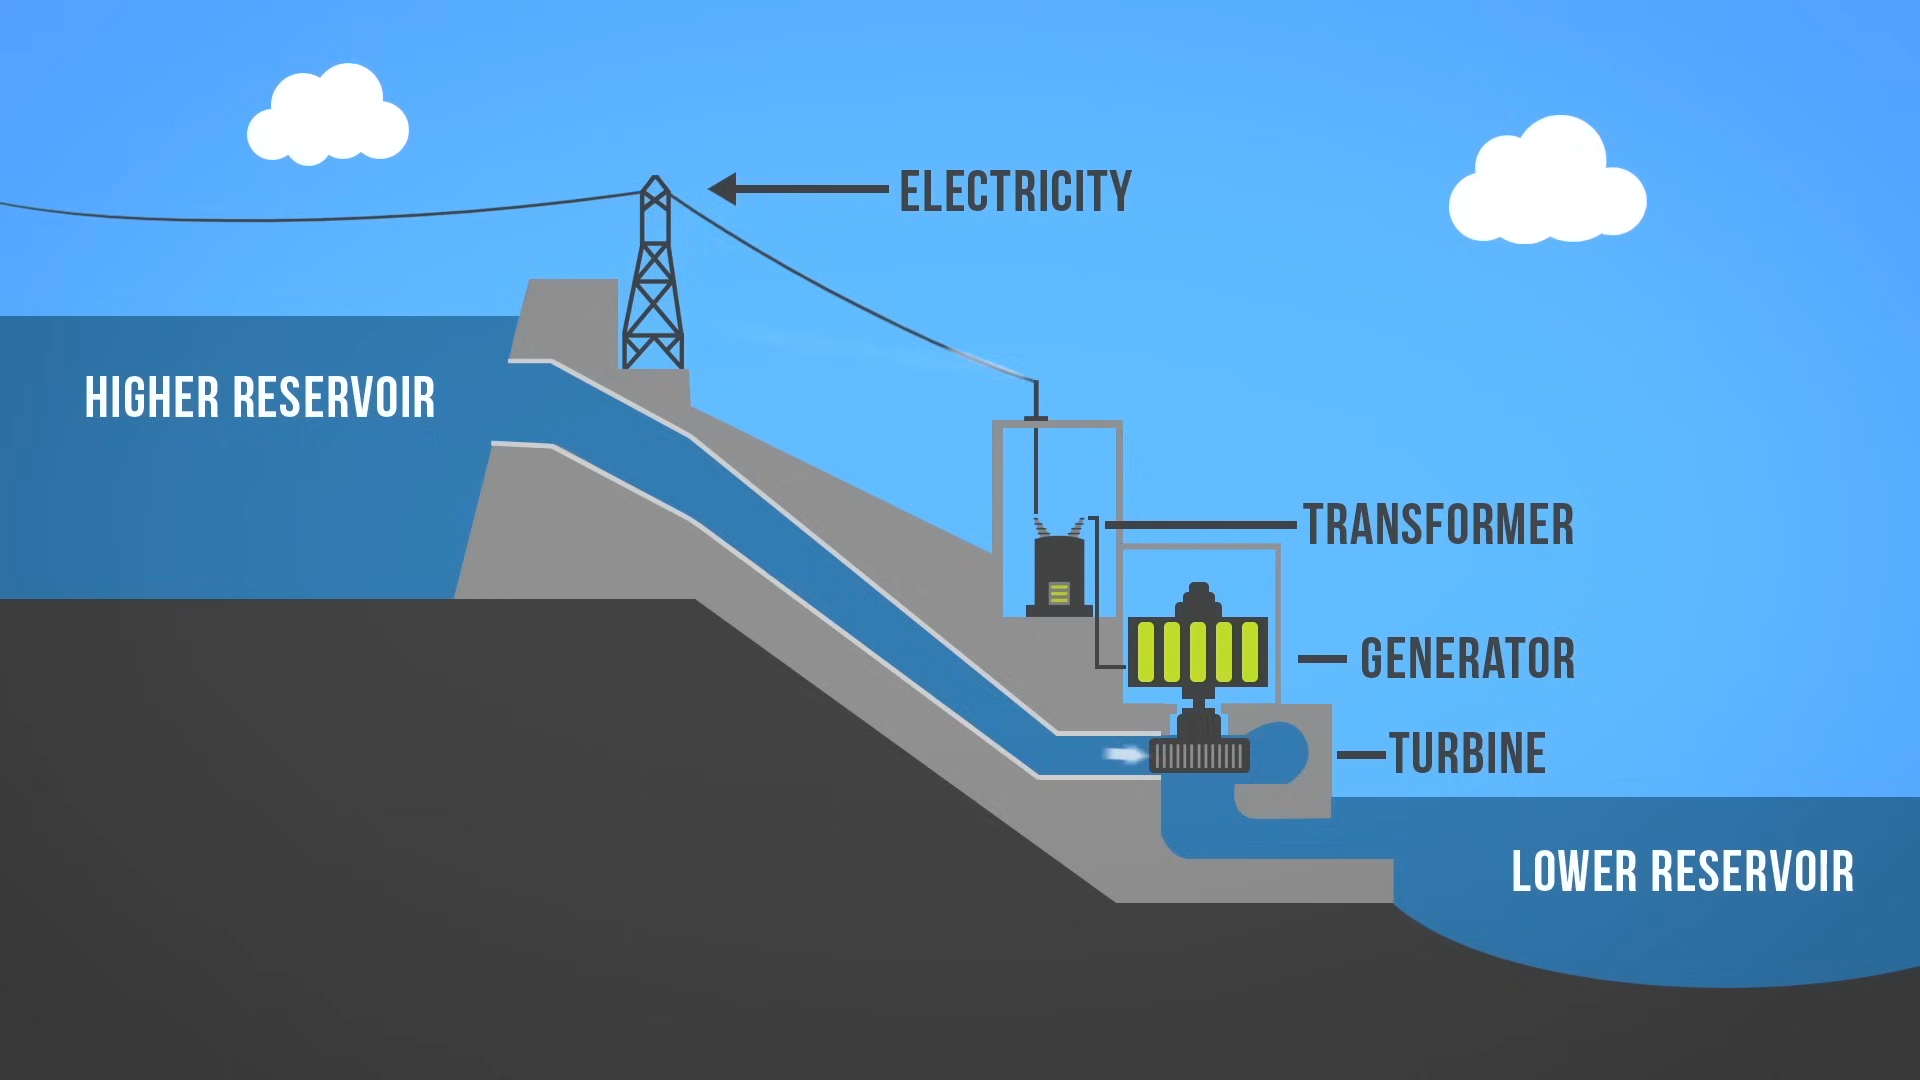 ELECTRICITY
HIGHER RESERVOIR
TRANSFORMER
GENERATOR
TURBINE
LOWER RESERVOIR